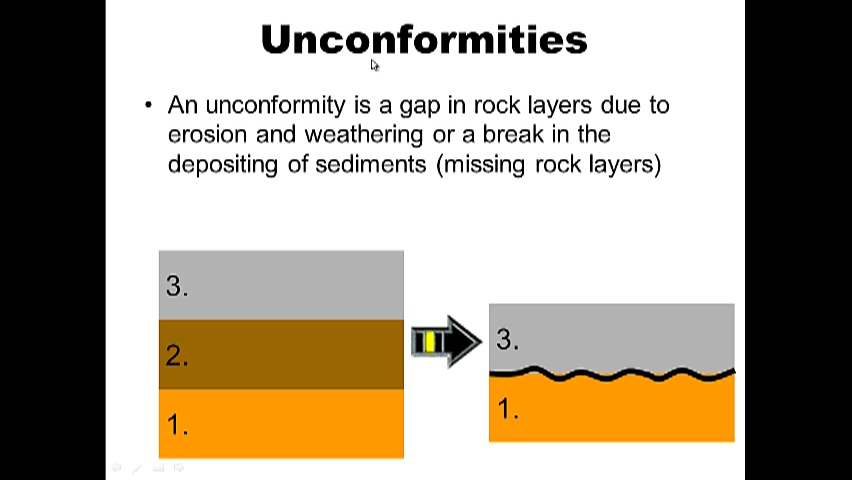 Unconformities
• An unconformity is a gap in rock layers due to
erosion and weathering or a break in the
depositing of sediments (missing rock layers)
3.
2.
1.
3.
1.